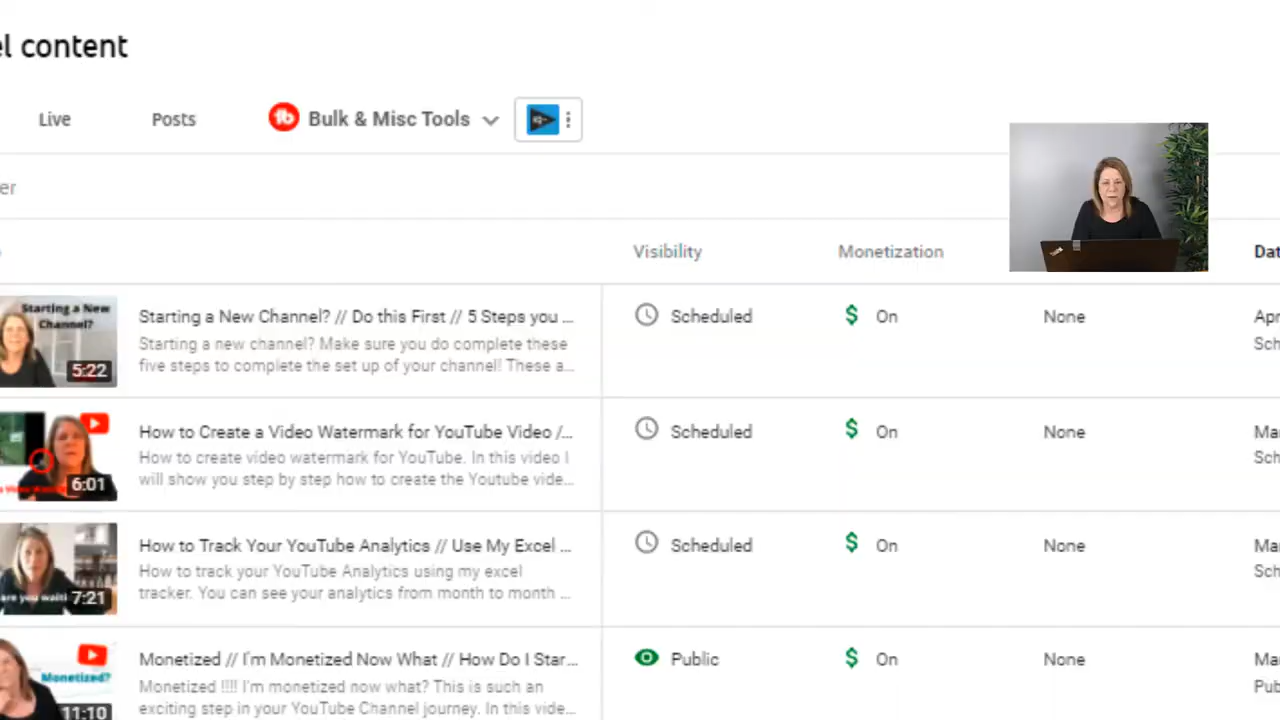 el content
Live
Posts
Bulk & Misc Tools
er
Visibility
Monetization
Dat
Starting a New Channel?
5:22
Starting a New Channel? // Do this First // 5 Steps you ...
Starting a new channel? Make sure you do complete these
five steps to complete the set up of your channel! These a...
Scheduled
$ On
None
Apr
Sch
6:01
How to Create a Video Watermark for YouTube Video /...
How to create video watermark for YouTube. In this video I
will show you step by step how to create the Youtube vide...
Scheduled
$ On
None
Mar
Sch
are you waiti
7:21
How to Track Your YouTube Analytics // Use My Excel ...
How to track your YouTube Analytics using my excel
tracker. You can see your analytics from month to month ...
Scheduled
$ On
None
Mar
Sch
Monetized?
11:10
Monetized // I'm Monetized Now What // How Do I Star...
Monetized !!!! I'm monetized now what? This is such an
exciting step in your YouTube Channel journey. In this vide...
Public
$ On
None
Mar
Pub